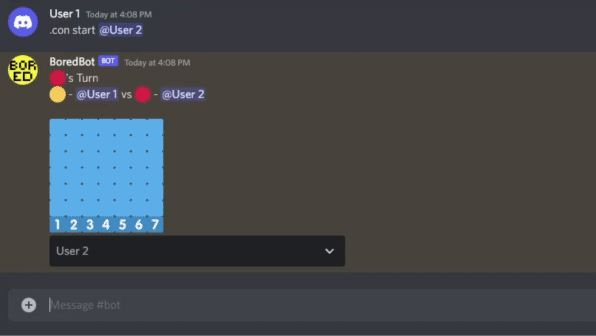 User 1 Today at 4:08 PM
.con start @User 2
BORED
BoredBot BOT Today at 4:08 PM
's Turn
- @User 1 vs - @User 2
1 2 3 4 5 6 7
User 2
Message #bot